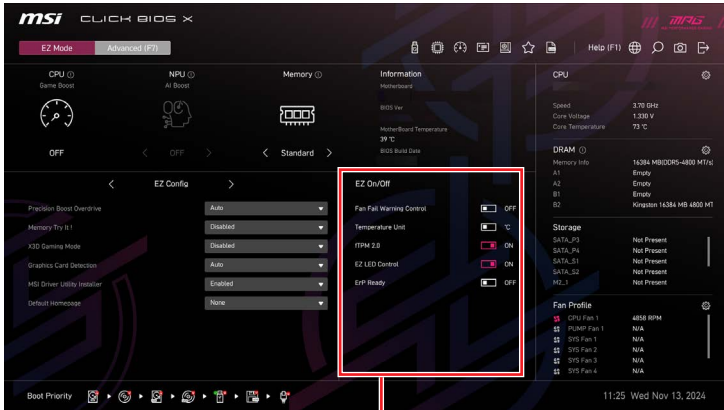 msi CLICK BIOS X
MAG
EZ Mode Advanced (F7) Help (F1)
CPU
Game Boost
OFF
NPU
AI Boost
< OFF >
Memory
< Standard >
Information
Motherboard
BIOS Ver
MotherBoard Temperature
39 °C
BIOS Build Date
CPU
Speed 3.70 GHz
Core Voltage 1.330 V
Core Temperature 73 °C
DRAM
Memory Info 16384 MB(DDR5-4800 MT/s
A1 Empty
A2 Empty
B1 Empty
B2 Kingston 16384 MB 4800 MT
Storage
SATA_P3 Not Present
SATA_P4 Not Present
SATA_S1 Not Present
SATA_S2 Not Present
M2_1 Not Present
Fan Profile
CPU Fan 1 4858 RPM
PUMP Fan 1 N/A
SYS Fan 1 N/A
SYS Fan 2 N/A
SYS Fan 3 N/A
SYS Fan 4 N/A
< EZ Config >
Precision Boost Overdrive Auto
Memory Try It ! Disabled
X3D Gaming Mode Disabled
Graphics Card Detection Auto
MSI Driver Utility Installer Enabled
Default Homepage None
EZ On/Off
Fan Fail Warning Control OFF
Temperature Unit °C
fTPM 2.0 ON
EZ LED Control ON
ErP Ready OFF
Boot Priority
11:25 Wed Nov 13, 2024